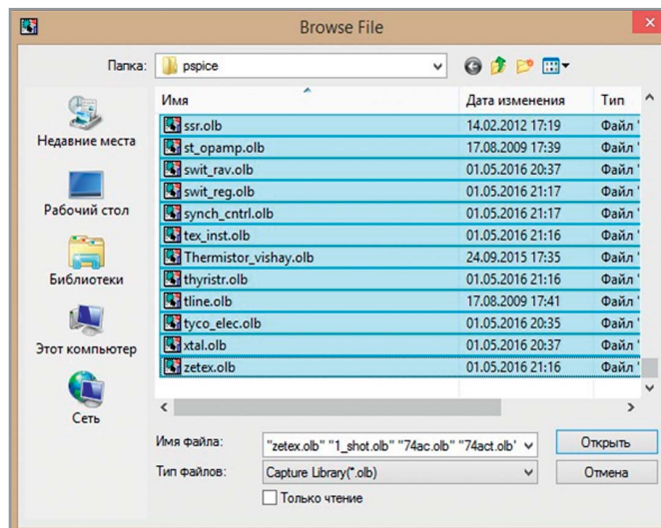 Browse File
Папка: pspice
Имя Дата изменения Тип
ssr.olb 14.02.2012 17:19 Файл "
st_opamp.olb 17.08.2009 17:39 Файл "
swit_rav.olb 01.05.2016 20:37 Файл "
swit_reg.olb 01.05.2016 21:17 Файл "
synch_cntrl.olb 01.05.2016 21:17 Файл "
tex_inst.olb 01.05.2016 21:16 Файл "
Thermistor_vishay.olb 24.09.2015 17:35 Файл "
thyristr.olb 01.05.2016 21:16 Файл "
tline.olb 17.08.2009 17:41 Файл "
tyco_elec.olb 01.05.2016 20:35 Файл "
xtal.olb 01.05.2016 20:37 Файл "
zetex.olb 01.05.2016 21:16 Файл "
Недавние места
Рабочий стол
Библиотеки
Этот компьютер
Сеть
Имя файла: "zetex.olb" "1_shot.olb" "74ac.olb" "74act.olb" Открыть
Тип файлов: Capture Library(*.olb) Отмена
Только чтение